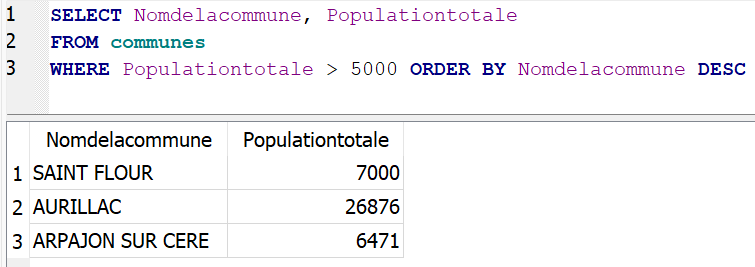 1 SELECT Nomdelacommune, Populationtotale
2 FROM communes
3 WHERE Populationtotale > 5000 ORDER BY Nomdelacommune DESC
Nomdelacommune Populationtotale
1 SAINT FLOUR 7000
2 AURILLAC 26876
3 ARPAJON SUR CERE 6471